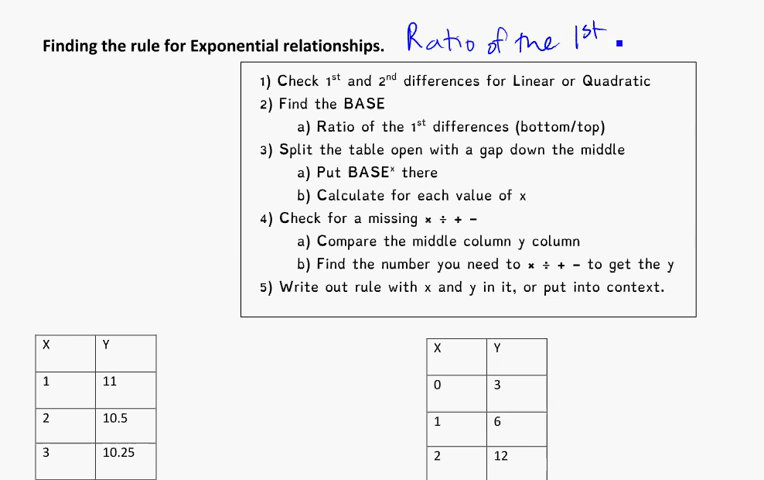 Finding the rule for Exponential relationships. Ratio of the 1st.
1) Check 1st and 2nd differences for Linear or Quadratic
2) Find the BASE
a) Ratio of the 1st differences (bottom/top)
3) Split the table open with a gap down the middle
a) Put BASEˣ there
b) Calculate for each value of x
4) Check for a missing × ÷ + −
a) Compare the middle column y column
b) Find the number you need to × ÷ + − to get the y
5) Write out rule with x and y in it, or put into context.
X Y
1 11
2 10.5
3 10.25
X Y
0 3
1 6
2 12